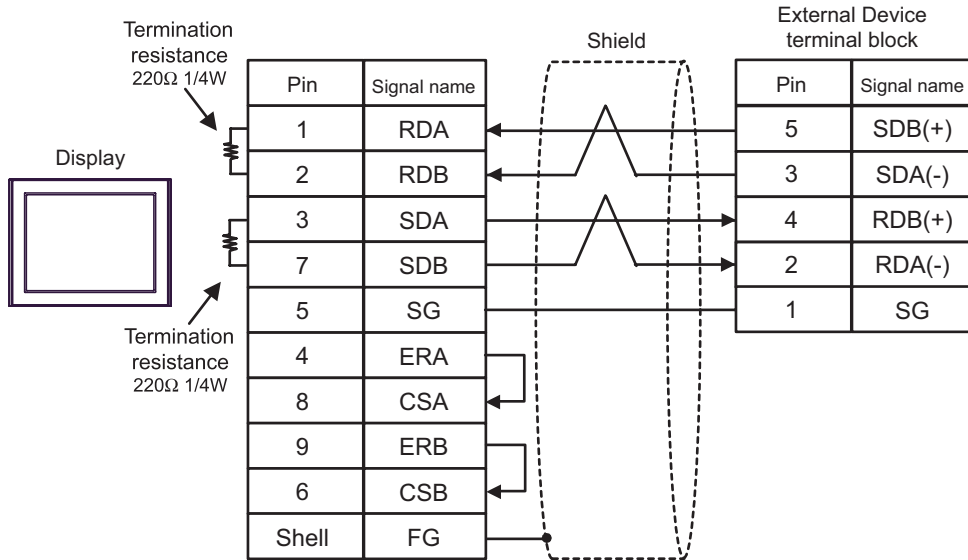 Termination
resistance
220Ω 1/4W
Display
Termination
resistance
220Ω 1/4W
Pin Signal name
1 RDA
2 RDB
3 SDA
7 SDB
5 SG
4 ERA
8 CSA
9 ERB
6 CSB
Shell FG
Shield
External Device
terminal block
Pin Signal name
5 SDB(+)
3 SDA(-)
4 RDB(+)
2 RDA(-)
1 SG